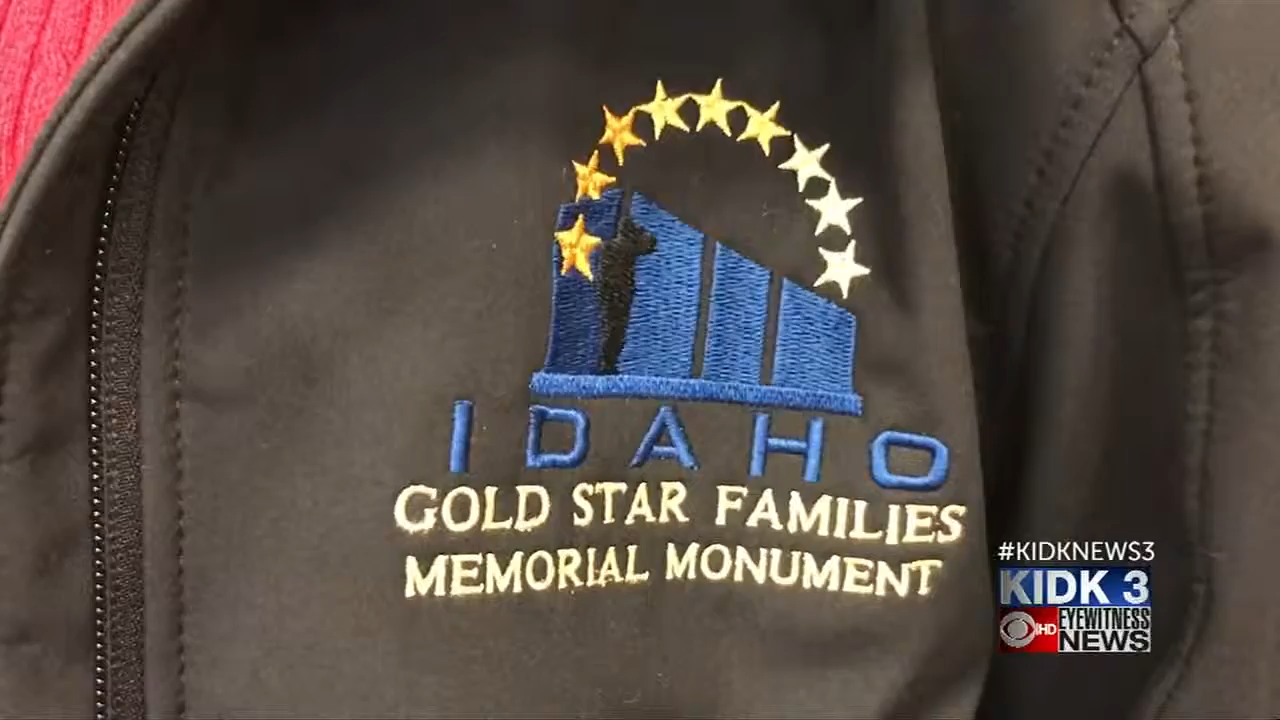 IDAHO
GOLD STAR FAMILIES
MEMORIAL MONUMENT
#KIDKNEWS3
KIDK 3
HD
EYEWITNESS
NEWS